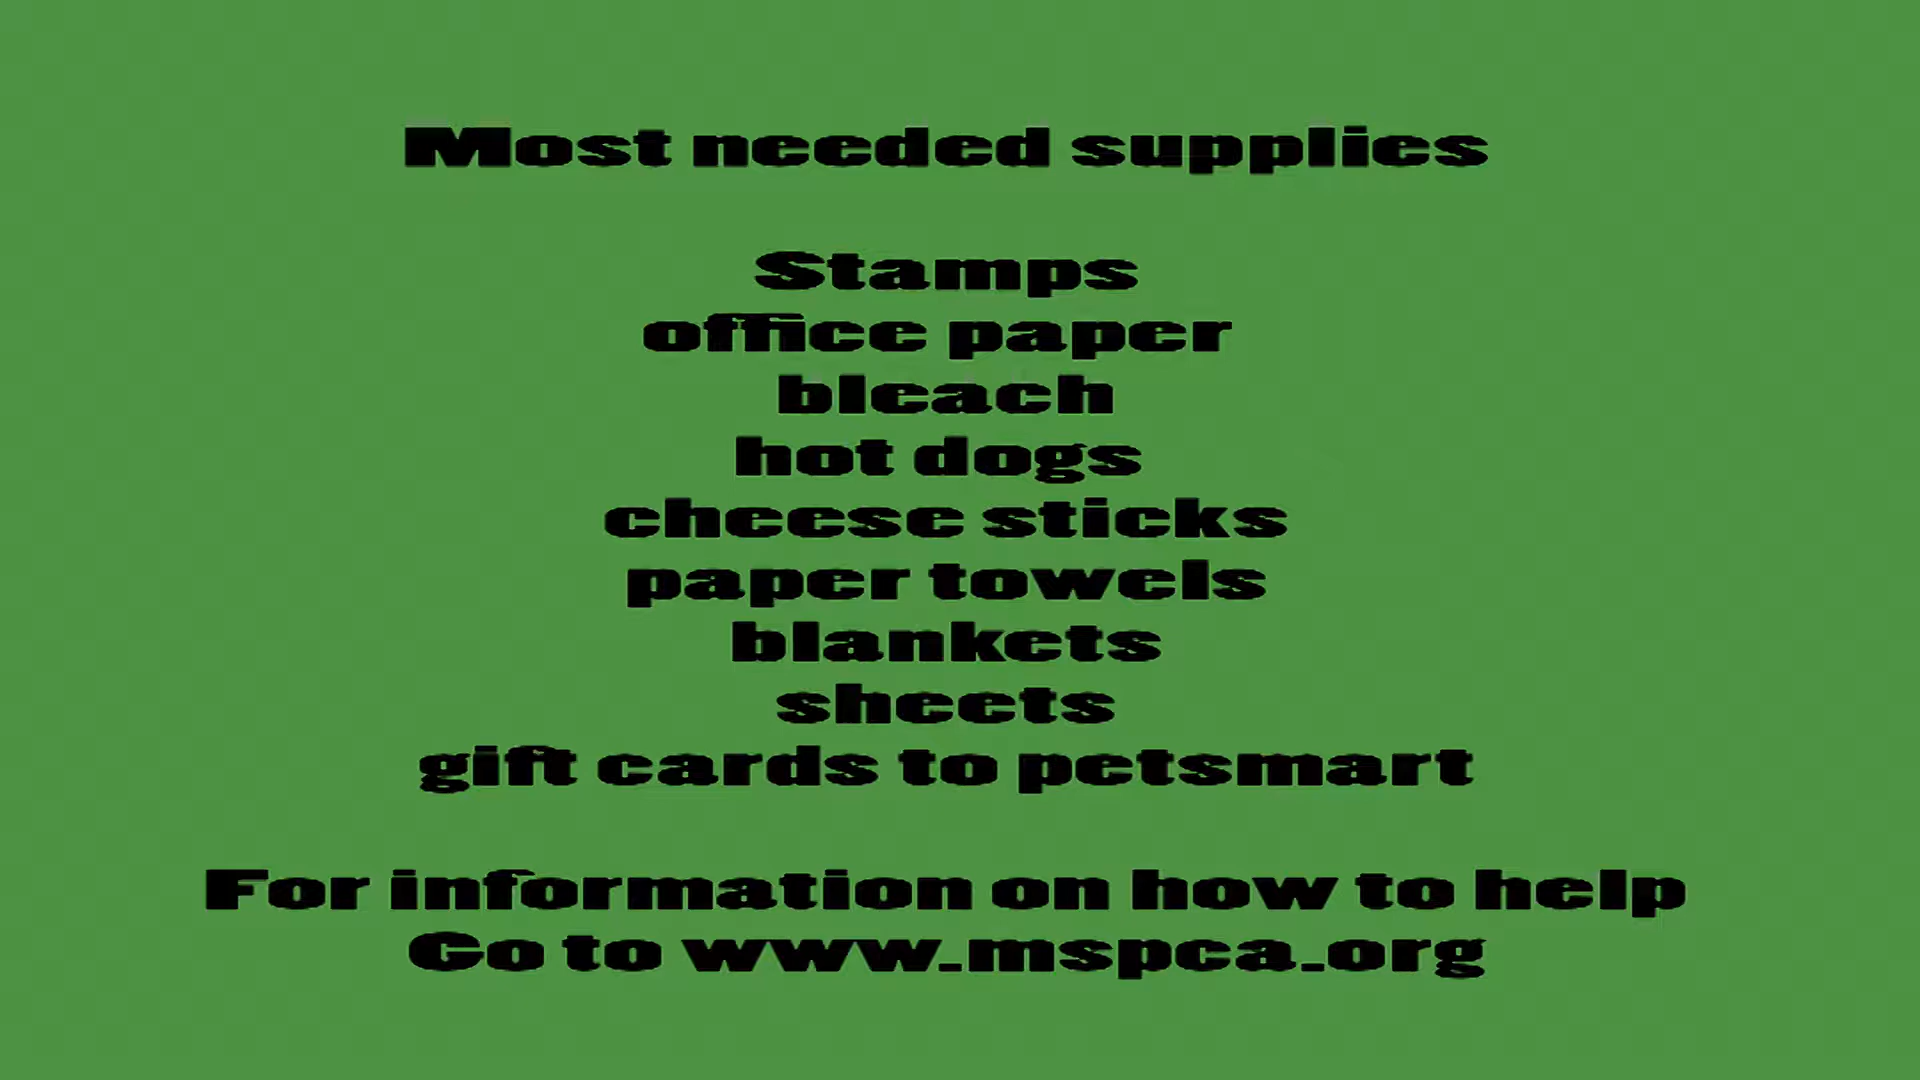 Most needed supplies
Stamps
office paper
bleach
hot dogs
cheese sticks
paper towels
blankets
sheets
gift cards to petsmart
For information on how to help
Go to www.mspca.org